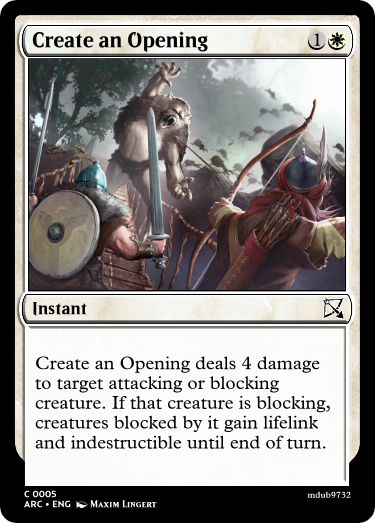 Create an Opening 1
Instant
Create an Opening deals 4 damage
to target attacking or blocking
creature. If that creature is blocking,
creatures blocked by it gain lifelink
and indestructible until end of turn.
C 0005
ARC • ENG Maxim Lingert
mdub9732